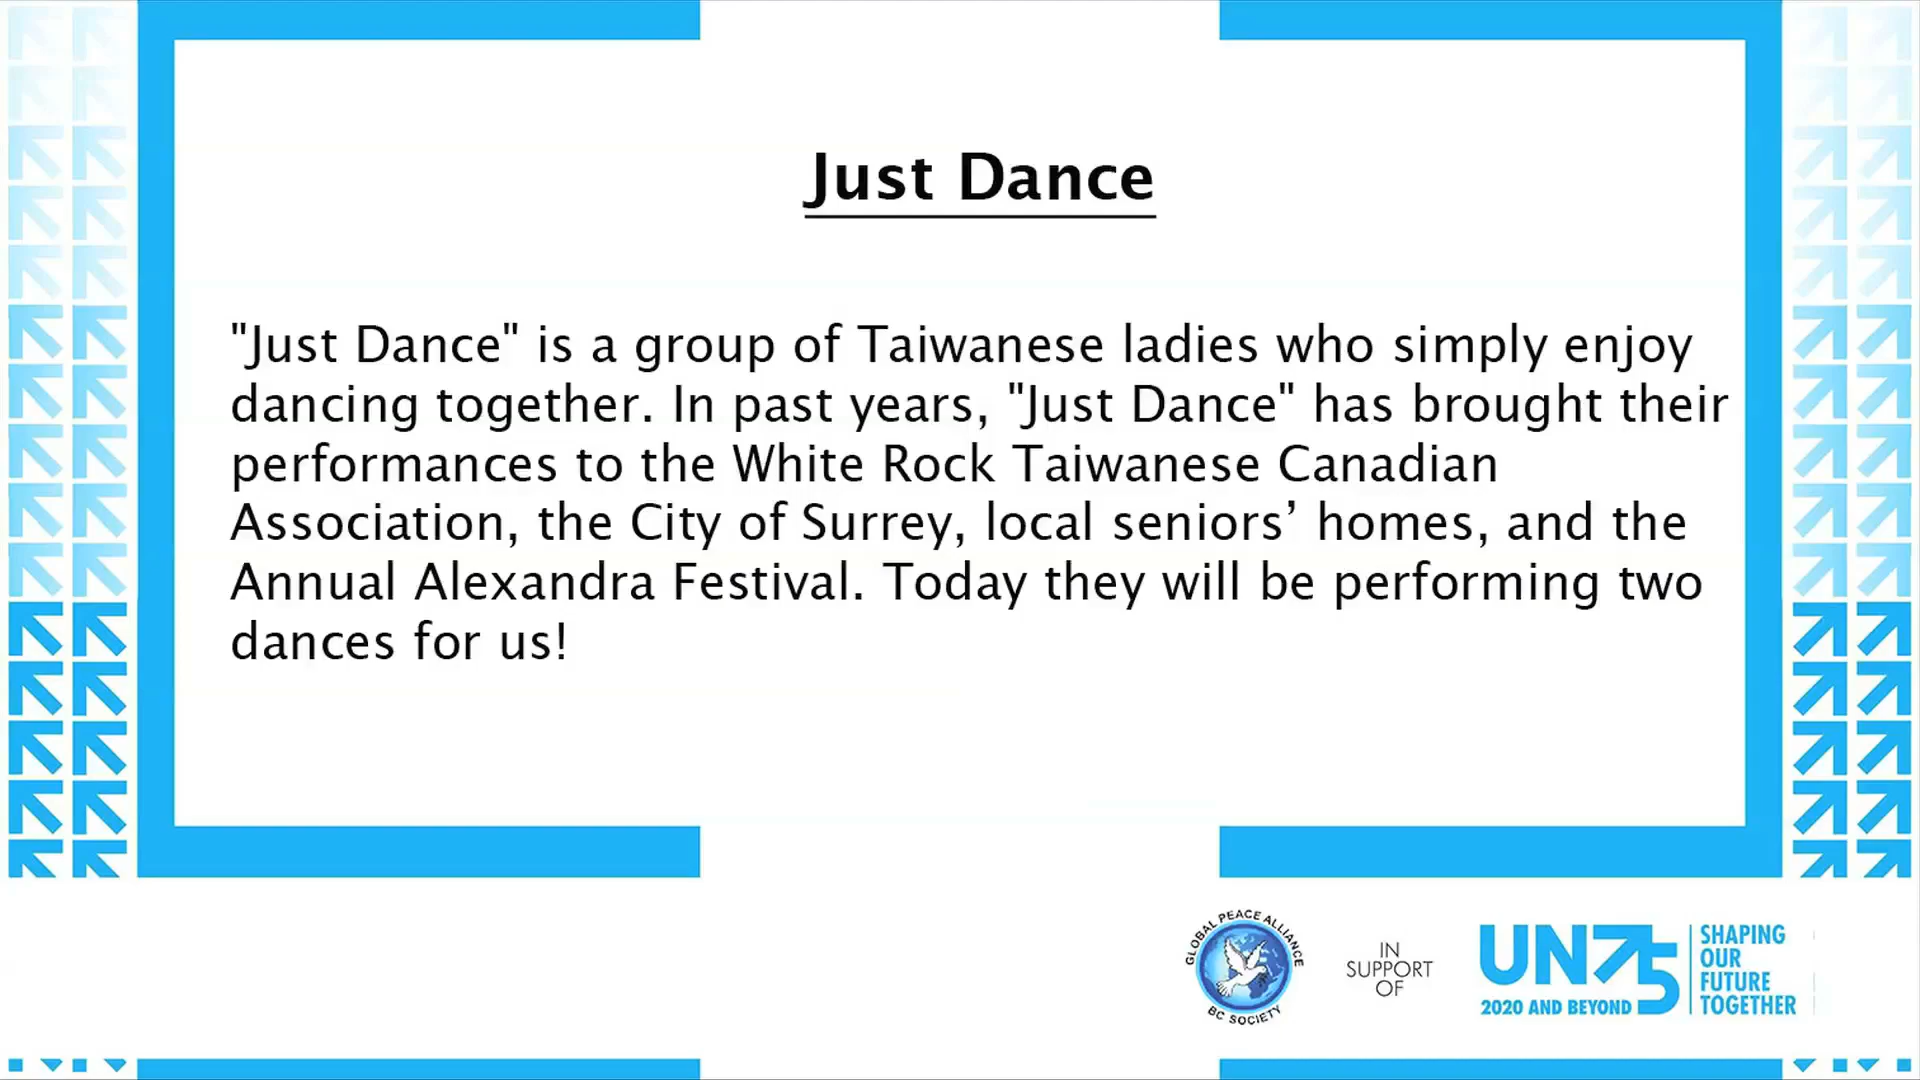 Just Dance
"Just Dance" is a group of Taiwanese ladies who simply enjoy
dancing together. In past years, "Just Dance" has brought their
performances to the White Rock Taiwanese Canadian
Association, the City of Surrey, local seniors’ homes, and the
Annual Alexandra Festival. Today they will be performing two
dances for us!
GLOBAL PEACE ALLIANCE
BC SOCIETY
IN
SUPPORT
OF
UN75
2020 AND BEYOND
SHAPING
OUR
FUTURE
TOGETHER